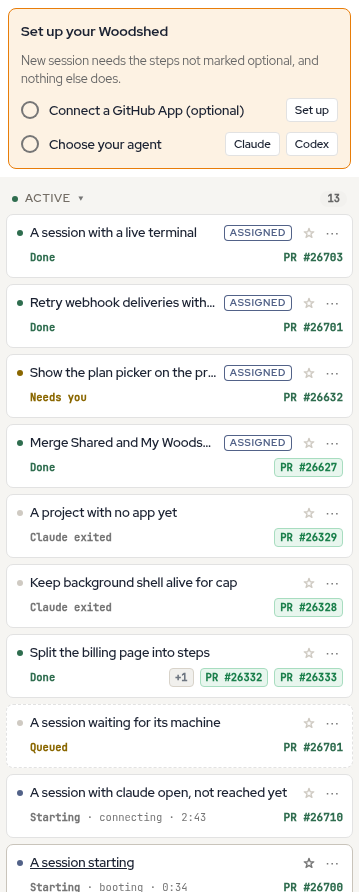 Set up your Woodshed
New session needs the steps not marked optional, and
nothing else does.
Connect a GitHub App (optional) Set up
Choose your agent Claude Codex
ACTIVE ▾ 13
A session with a live terminal ASSIGNED ☆ ···
Done PR #26703
Retry webhook deliveries with... ASSIGNED ☆ ···
Done PR #26701
Show the plan picker on the pr... ASSIGNED ☆ ···
Needs you PR #26632
Merge Shared and My Woods... ASSIGNED ☆ ···
Done PR #26627
A project with no app yet ☆ ···
Claude exited PR #26329
Keep background shell alive for cap ☆ ···
Claude exited PR #26328
Split the billing page into steps ☆ ···
Done +1 PR #26332 PR #26333
A session waiting for its machine ☆ ···
Queued PR #26701
A session with claude open, not reached yet ☆ ···
Starting · connecting · 2:43 PR #26710
A session starting ☆ ···
Starting · booting · 0:34 PR #26700